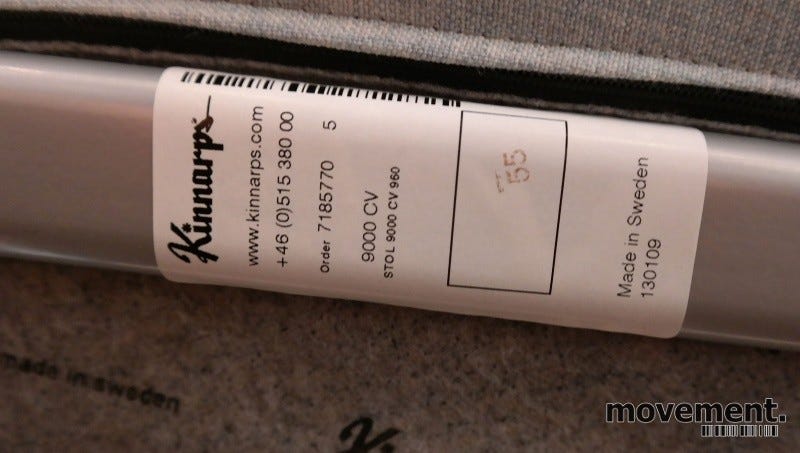 Kinnarps
www.kinnarps.com
+46 (0)515 380 00
Order 7185770 5
9000 CV
STOL 9000 CV 960
55
Made in Sweden
130109
made in sweden
Ki
movement.